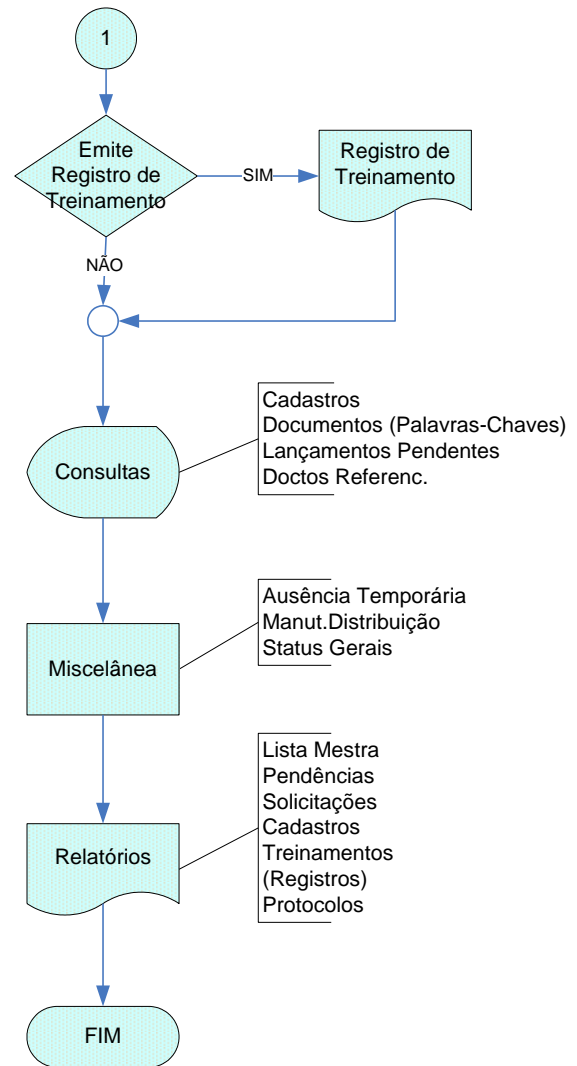 1
Emite
Registro de
Treinamento
SIM
Registro de
Treinamento
NÃO
Consultas
Cadastros
Documentos (Palavras-Chaves)
Lançamentos Pendentes
Doctos Referenc.
Miscelânea
Ausência Temporária
Manut.Distribuição
Status Gerais
Relatórios
Lista Mestra
Pendências
Solicitações
Cadastros
Treinamentos
(Registros)
Protocolos
FIM